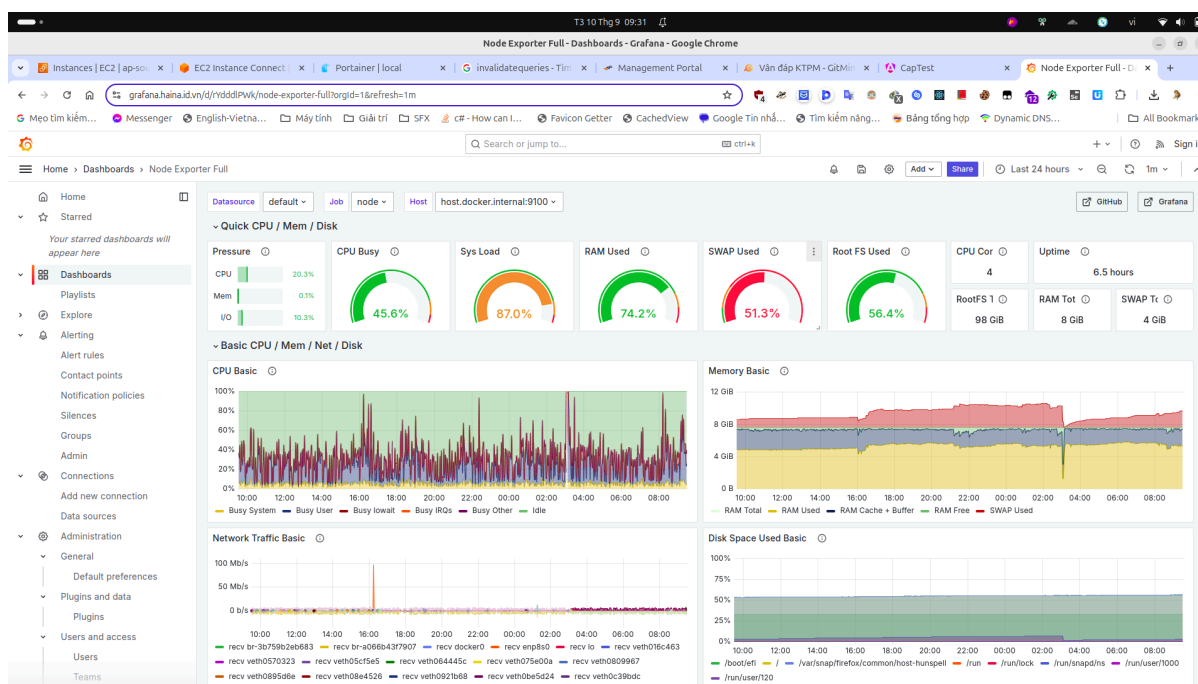 T3 10 Thg 9 09:31
vi
Node Exporter Full - Dashboards - Grafana - Google Chrome
Instances | EC2 | ap-sou
EC2 Instance Connect
Portainer | local
invalidatequeries - Tìm
Management Portal
Vấn đáp KTPM - GitMin
CapTest
Node Exporter Full - Da
grafana.haina.id.vn/d/rYdddlPWk/node-exporter-full?orgId=1&refresh=1m
Mẹo tìm kiếm...
Messenger
English-Vietna...
Máy tính
Giải trí
SFX
c# - How can I...
Favicon Getter
CachedView
Google Tin nhắ...
Tìm kiếm nâng...
Bảng tổng hợp
Dynamic DNS...
All Bookmark
Search or jump to...
ctrl+k
Sign i
Home > Dashboards > Node Exporter Full
Add
Share
Last 24 hours
1m
Home
Starred
Your starred dashboards will
appear here
Dashboards
Playlists
Explore
Alerting
Alert rules
Contact points
Notification policies
Silences
Groups
Admin
Connections
Add new connection
Data sources
Administration
General
Default preferences
Plugins and data
Plugins
Users and access
Users
Teams
Datasource default Job node Host host.docker.internal:9100
GitHub
Grafana
Quick CPU / Mem / Disk
Pressure
CPU 20.3%
Mem 0.1%
I/O 10.3%
CPU Busy
45.6%
Sys Load
87.0%
RAM Used
74.2%
SWAP Used
51.3%
Root FS Used
56.4%
CPU Cor
4
Uptime
6.5 hours
RootFS T
98 GiB
RAM Tot
8 GiB
SWAP Tc
4 GiB
Basic CPU / Mem / Net / Disk
CPU Basic
100%
80%
60%
40%
20%
0%
10:00 12:00 14:00 16:00 18:00 20:00 22:00 00:00 02:00 04:00 06:00 08:00
Busy System Busy User Busy Iowait Busy IRQs Busy Other Idle
Memory Basic
12 GiB
8 GiB
4 GiB
0 B
10:00 12:00 14:00 16:00 18:00 20:00 22:00 00:00 02:00 04:00 06:00 08:00
RAM Total RAM Used RAM Cache + Buffer RAM Free SWAP Used
Network Traffic Basic
100 Mb/s
50 Mb/s
0 b/s
10:00 12:00 14:00 16:00 18:00 20:00 22:00 00:00 02:00 04:00 06:00 08:00
recv br-3b759b2eb683 recv br-a066b43f7907 recv docker0 recv enp8s0 recv lo recv veth016c463
recv veth0570323 recv veth05cf5e5 recv veth064445c recv veth075e00a recv veth0809967
recv veth0895d6e recv veth08e4526 recv veth0921b68 recv veth0be5d24 recv veth0c39bdc
Disk Space Used Basic
100%
75%
50%
25%
0%
10:00 12:00 14:00 16:00 18:00 20:00 22:00 00:00 02:00 04:00 06:00 08:00
/boot/efi / /var/snap/firefox/common/host-hunspell /run /run/lock /run/snapd/ns /run/user/1000
/run/user/120